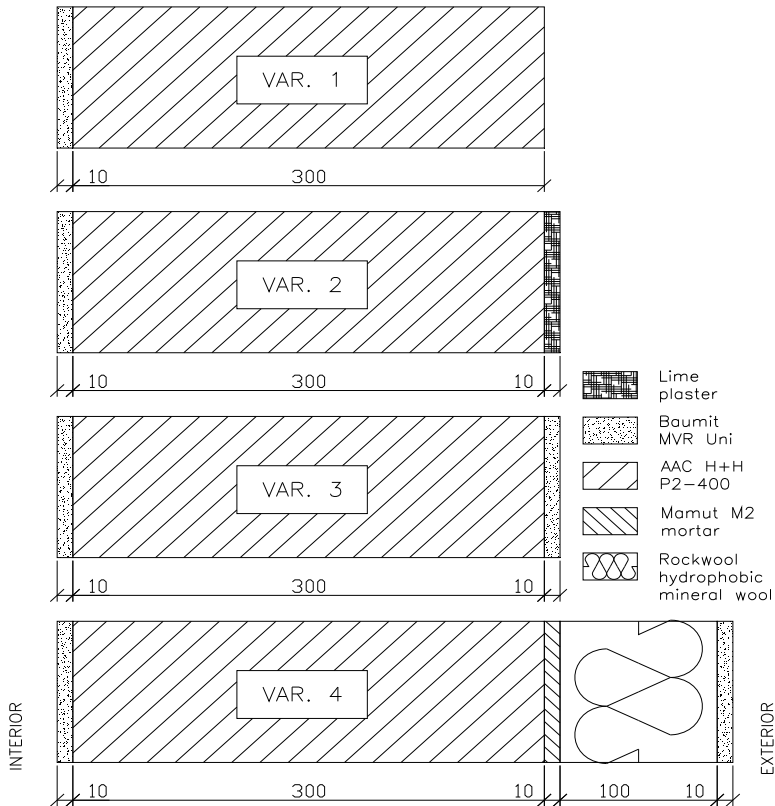 VAR. 1
10 300
VAR. 2
10 300 10
Lime
plaster
Baumit
MVR Uni
AAC H+H
P2-400
Mamut M2
mortar
Rockwool
hydrophobic
mineral wool
VAR. 3
10 300 10
VAR. 4
INTERIOR
EXTERIOR
10 300 10 100 10